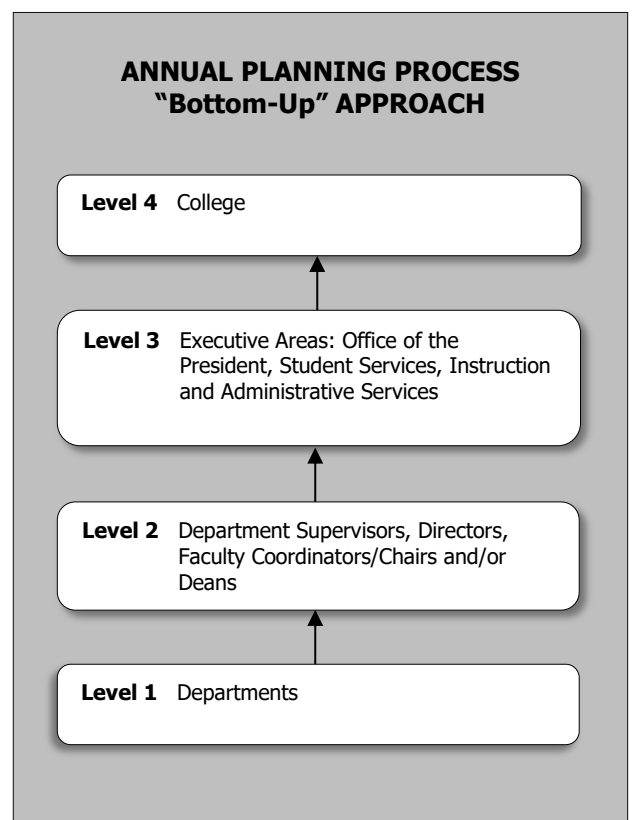 ANNUAL PLANNING PROCESS
“Bottom-Up” APPROACH
Level 4 College
Level 3 Executive Areas: Office of the
President, Student Services, Instruction
and Administrative Services
Level 2 Department Supervisors, Directors,
Faculty Coordinators/Chairs and/or
Deans
Level 1 Departments